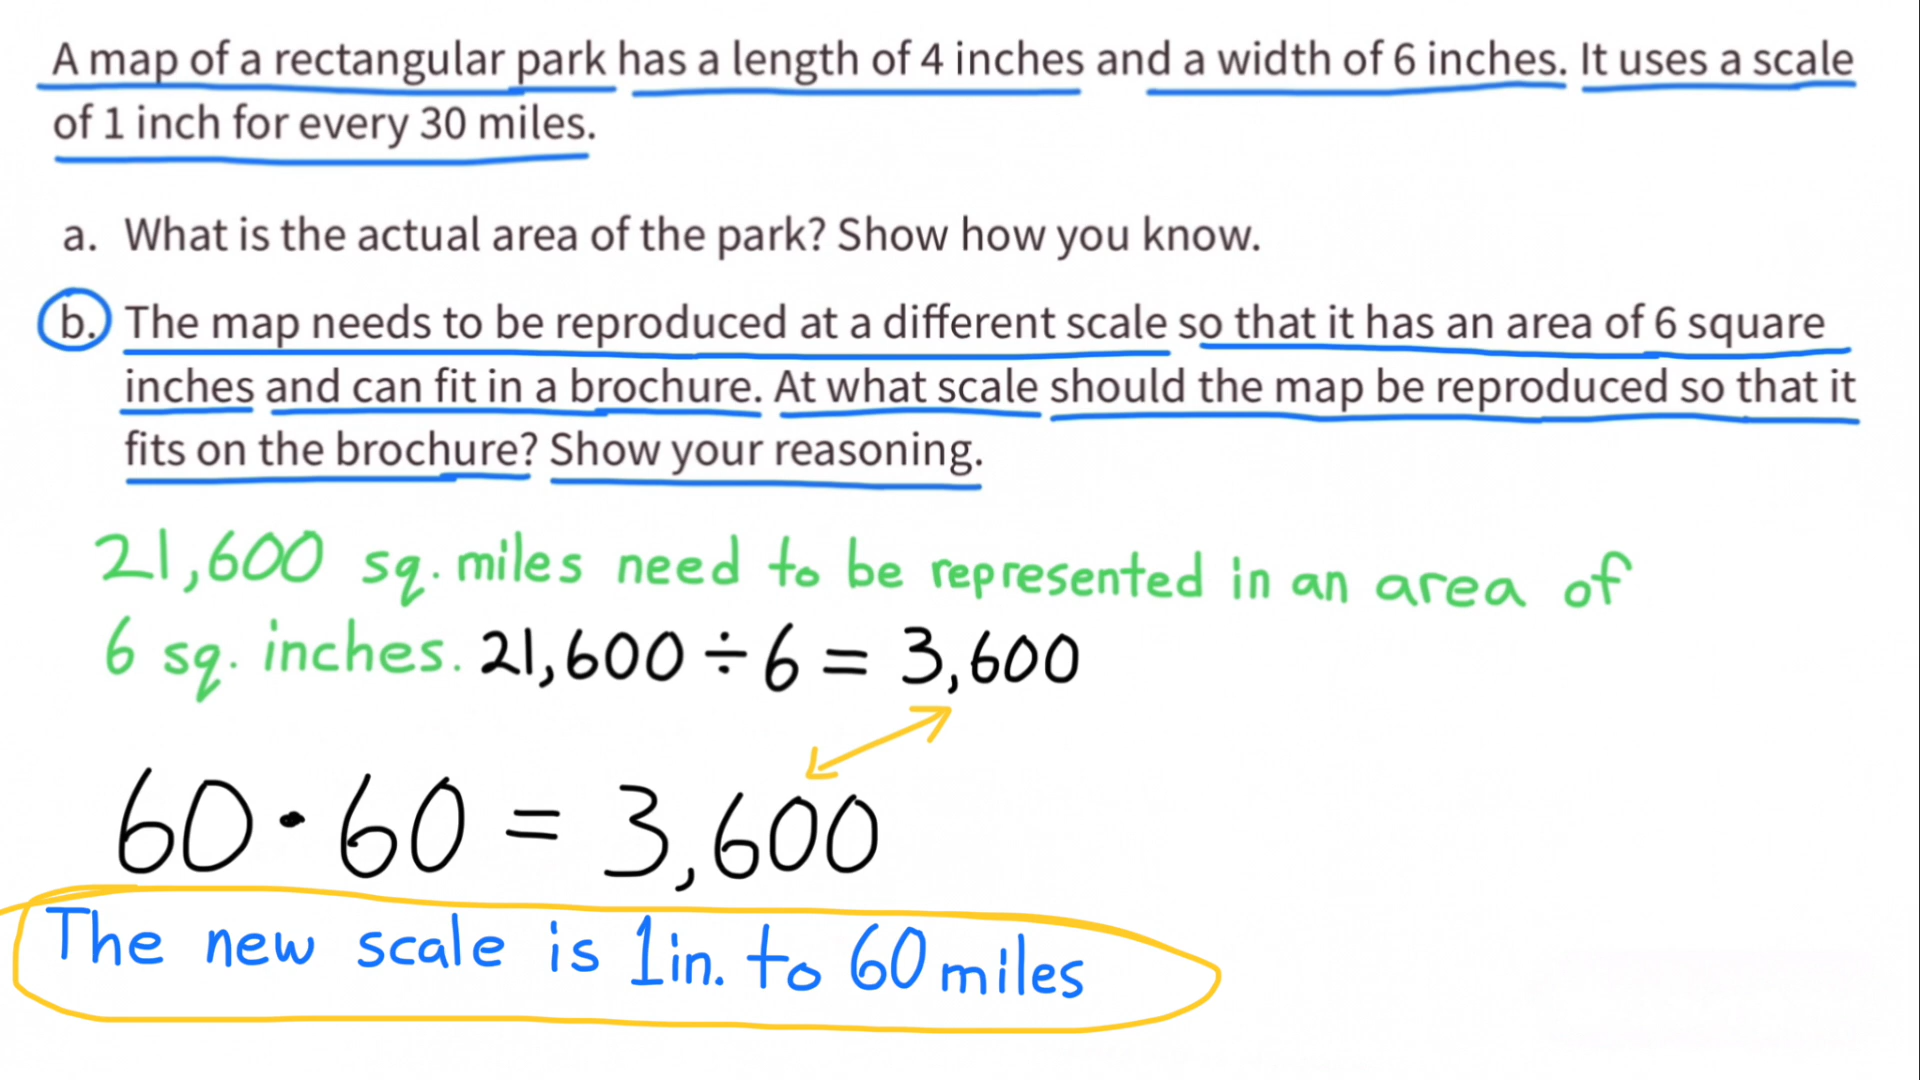 A map of a rectangular park has a length of 4 inches and a width of 6 inches. It uses a scale
of 1 inch for every 30 miles.
a. What is the actual area of the park? Show how you know.
b. The map needs to be reproduced at a different scale so that it has an area of 6 square
inches and can fit in a brochure. At what scale should the map be reproduced so that it
fits on the brochure? Show your reasoning.
21,600 sq. miles need to be represented in an area of
6 sq. inches. 21,600 ÷ 6 = 3,600
60 · 60 = 3,600
The new scale is 1in. to 60 miles